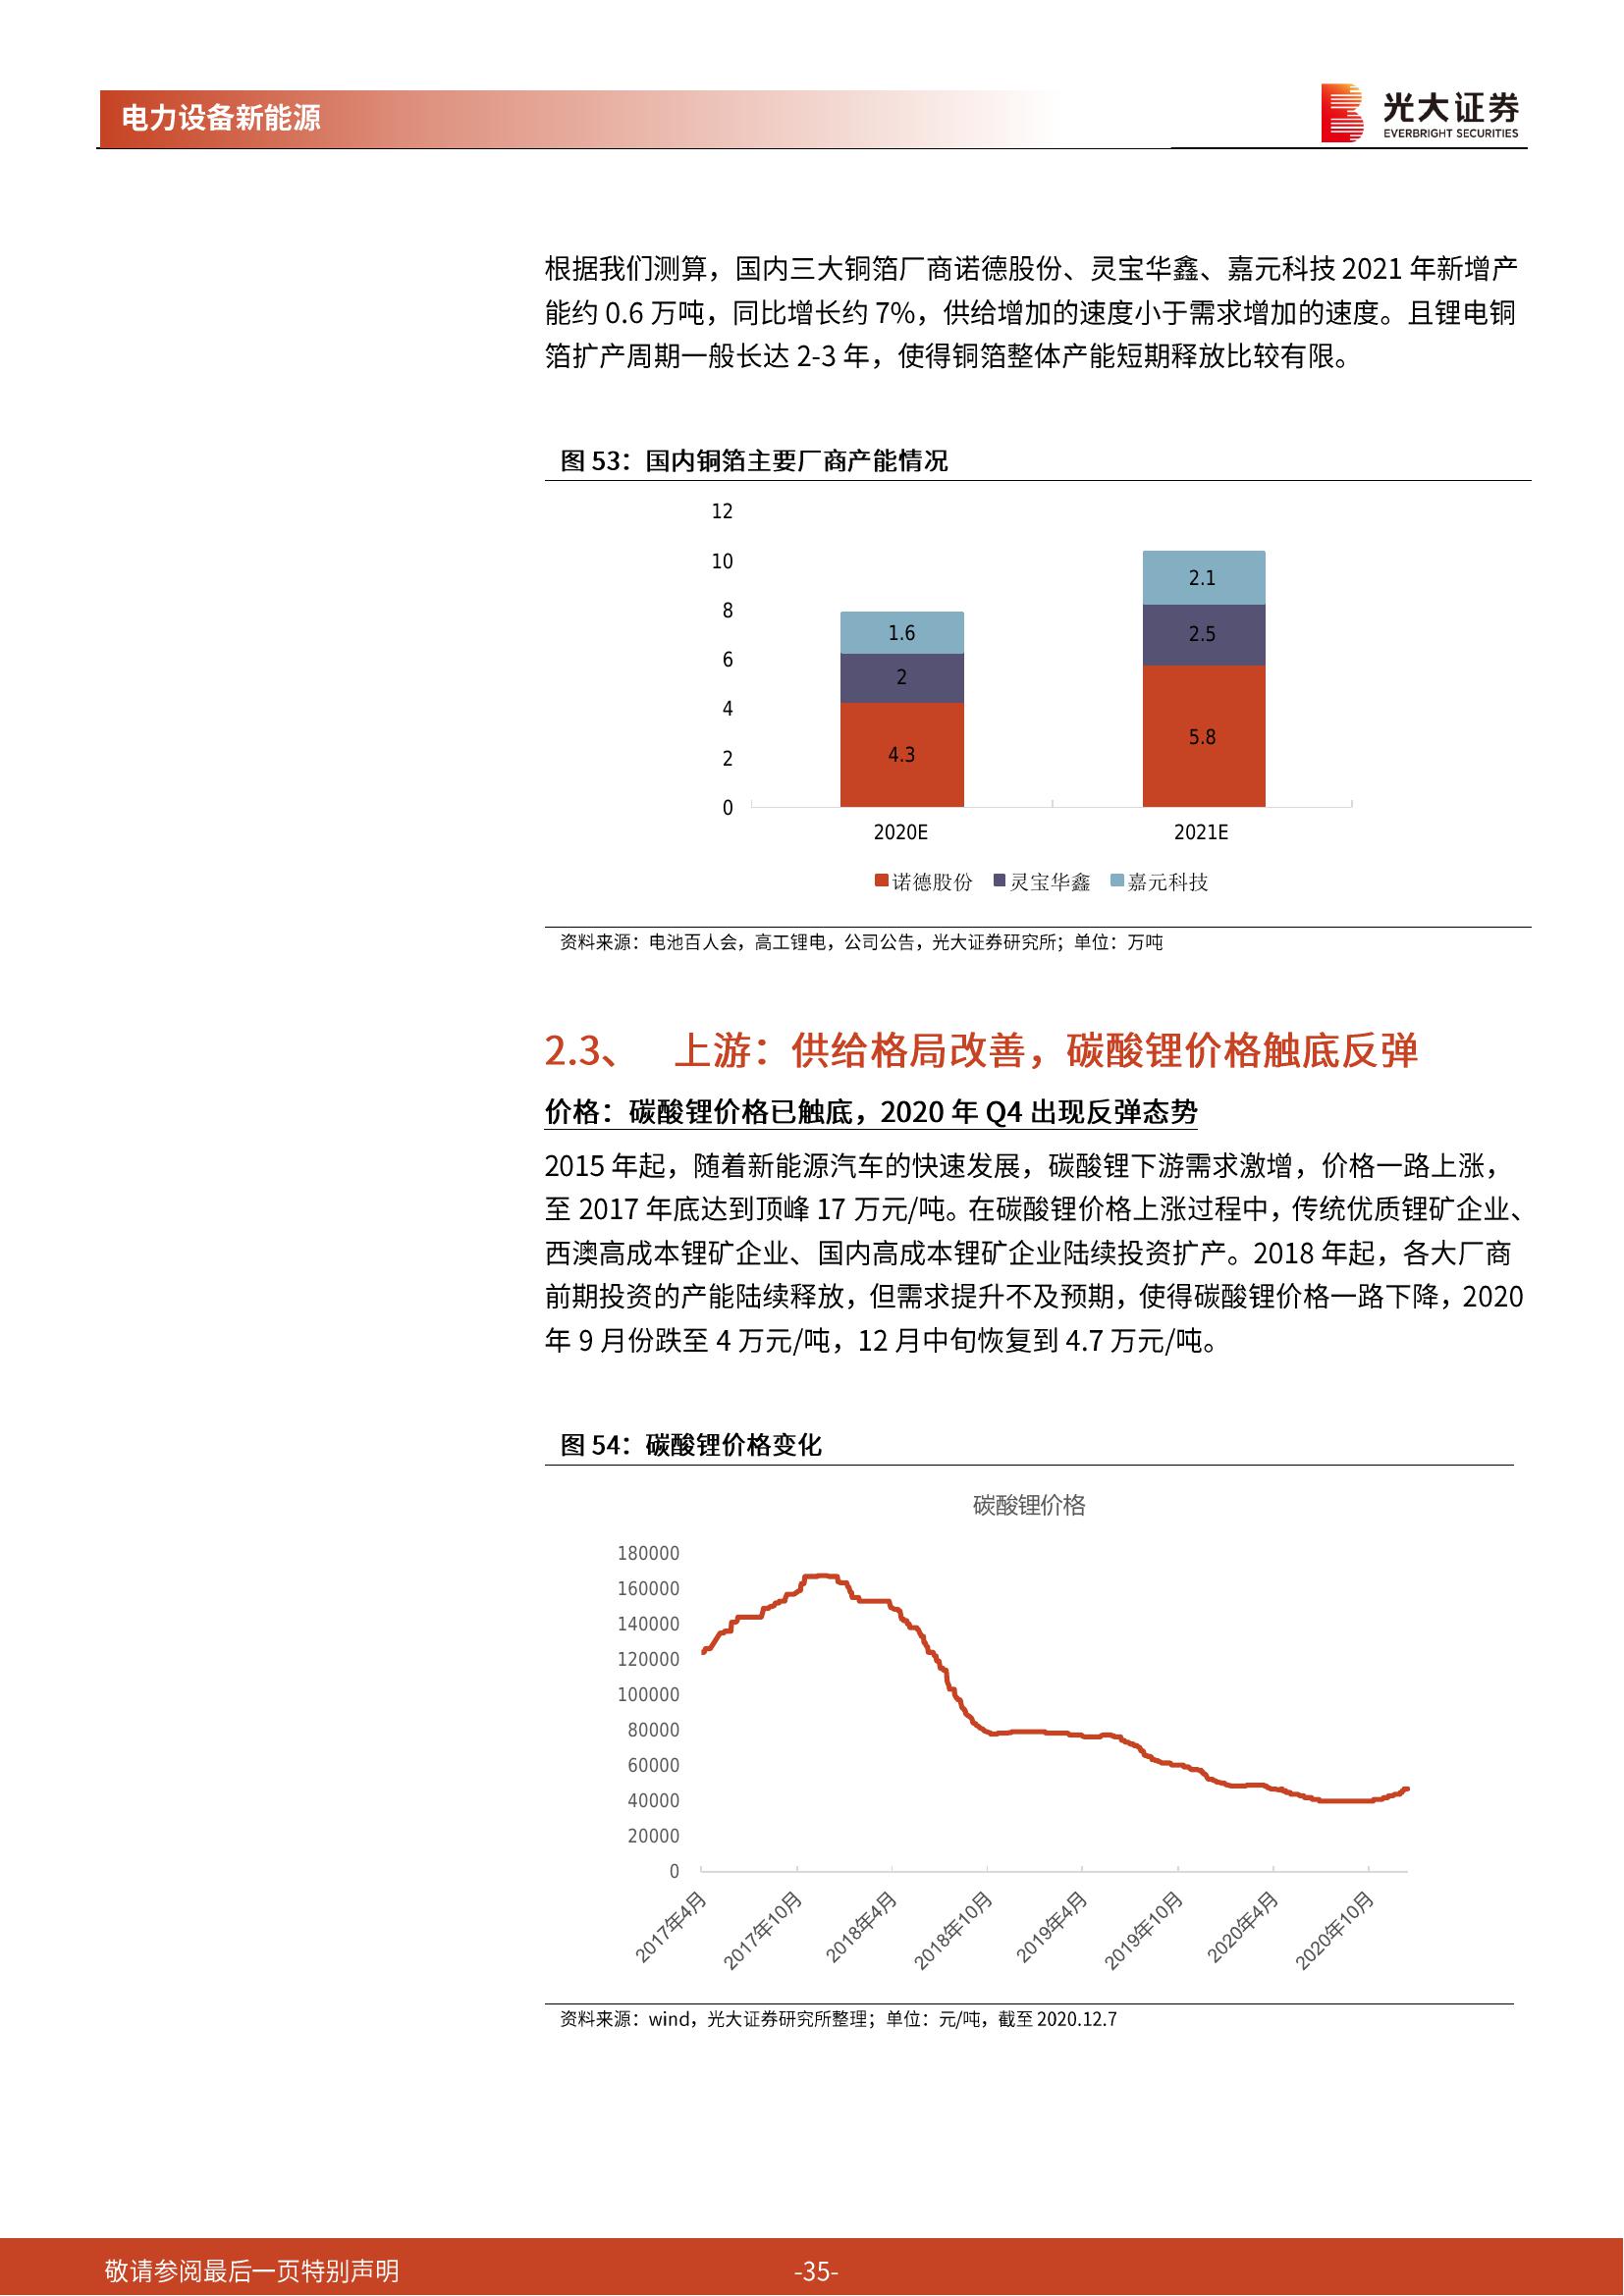 电力设备新能源
光大证券
EVERBRIGHT SECURITIES
根据我们测算，国内三大铜箔厂商诺德股份、灵宝华鑫、嘉元科技 2021 年新增产
能约 0.6 万吨，同比增长约 7%，供给增加的速度小于需求增加的速度。且锂电铜
箔扩产周期一般长达 2-3 年，使得铜箔整体产能短期释放比较有限。
图 53：国内铜箔主要厂商产能情况
12
10
8
6
4
2
0
1.6
2
4.3
2.1
2.5
5.8
2020E
2021E
诺德股份 灵宝华鑫 嘉元科技
资料来源：电池百人会，高工锂电，公司公告，光大证券研究所；单位：万吨
2.3、 上游：供给格局改善，碳酸锂价格触底反弹
价格：碳酸锂价格已触底，2020 年 Q4 出现反弹态势
2015 年起，随着新能源汽车的快速发展，碳酸锂下游需求激增，价格一路上涨，
至 2017 年底达到顶峰 17 万元/吨。在碳酸锂价格上涨过程中，传统优质锂矿企业、
西澳高成本锂矿企业、国内高成本锂矿企业陆续投资扩产。2018 年起，各大厂商
前期投资的产能陆续释放，但需求提升不及预期，使得碳酸锂价格一路下降，2020
年 9 月份跌至 4 万元/吨，12 月中旬恢复到 4.7 万元/吨。
图 54：碳酸锂价格变化
碳酸锂价格
180000
160000
140000
120000
100000
80000
60000
40000
20000
0
2017年4月
2017年10月
2018年4月
2018年10月
2019年4月
2019年10月
2020年4月
2020年10月
资料来源：wind，光大证券研究所整理；单位：元/吨，截至 2020.12.7
敬请参阅最后一页特别声明
-35-